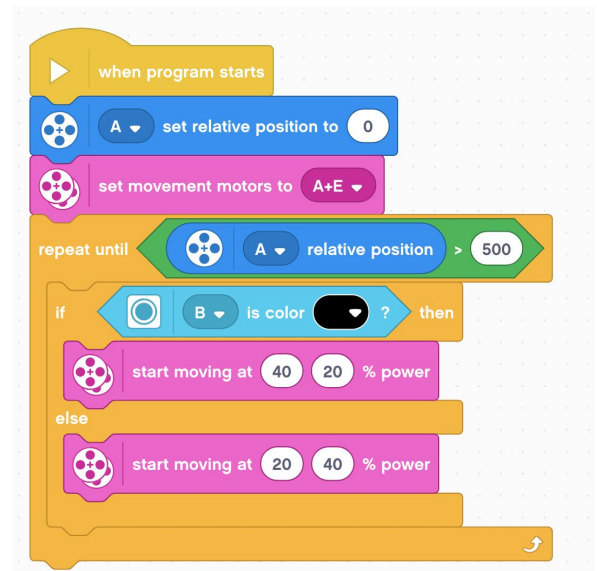 when program starts
A set relative position to 0
set movement motors to A+E
repeat until A relative position > 500
if B is color ? then
start moving at 40 20 % power
else
start moving at 20 40 % power